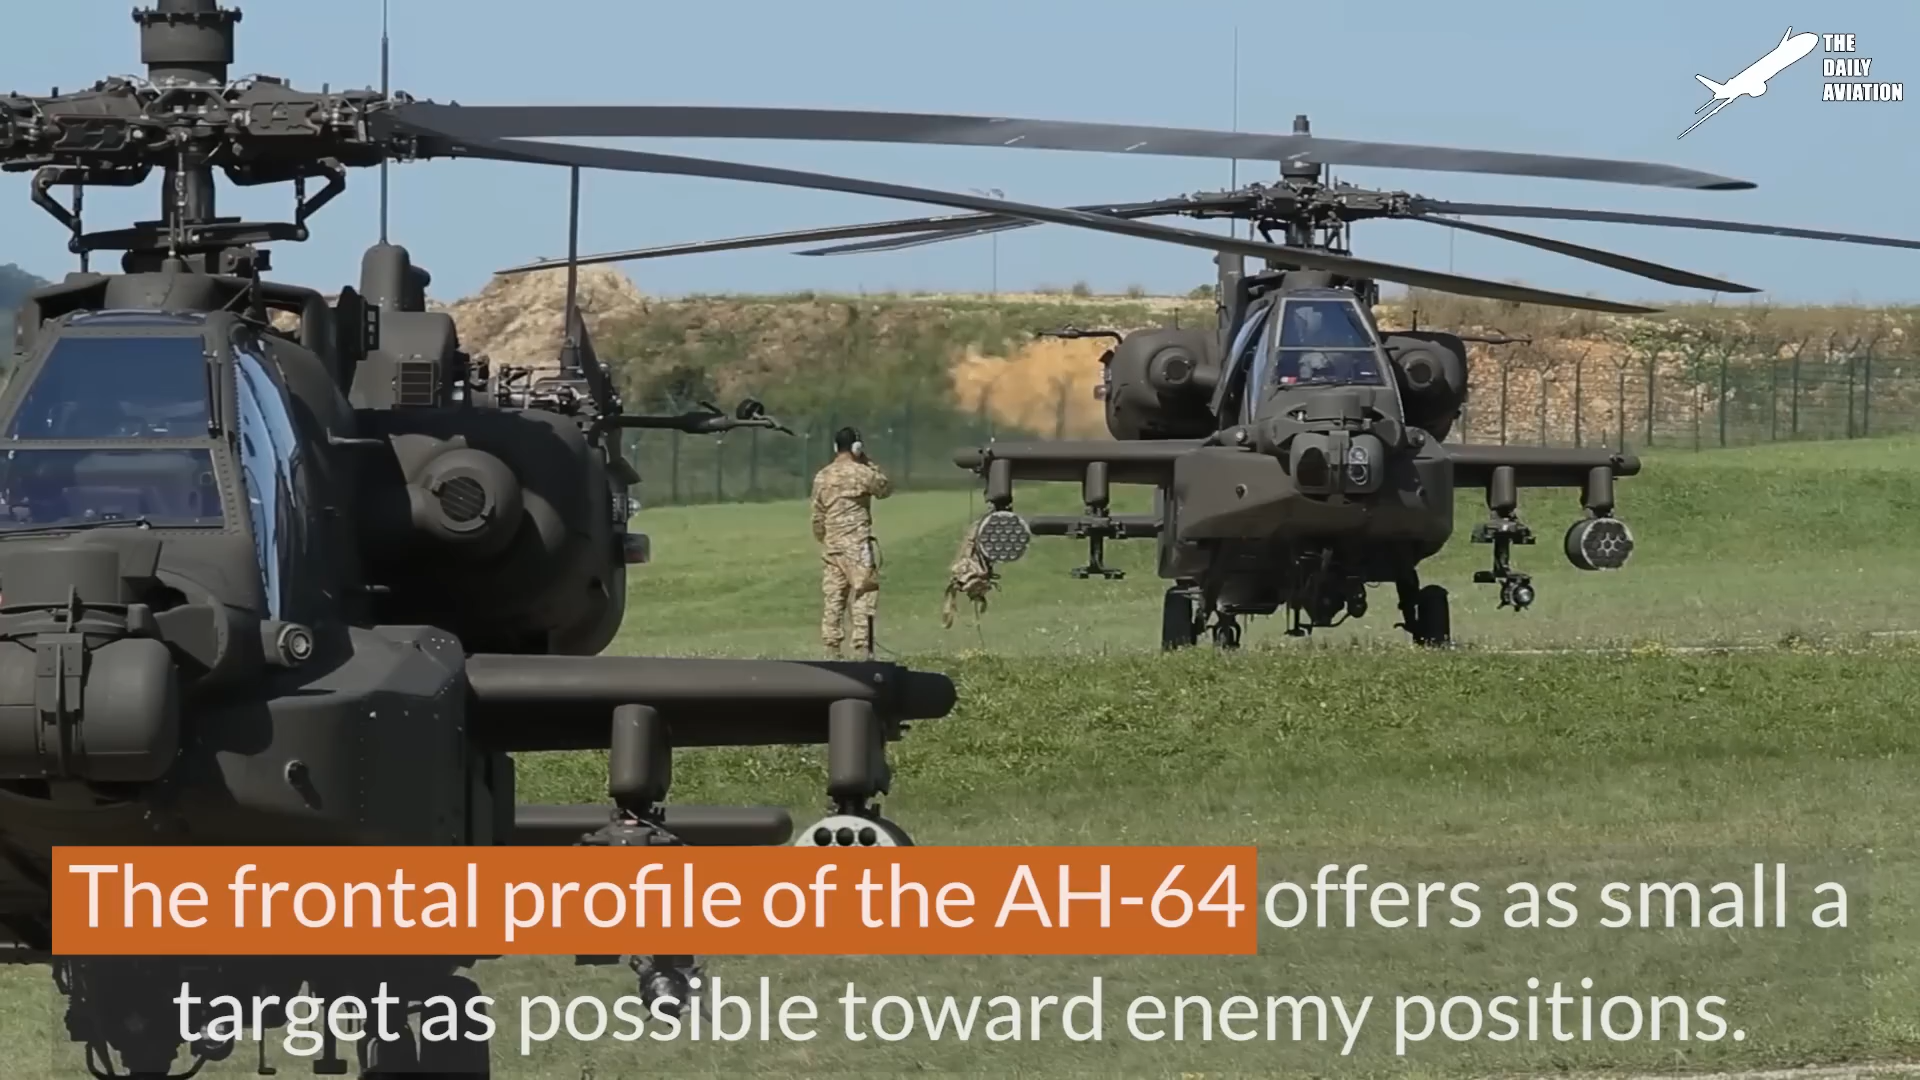 THE
DAILY
AVIATION
The frontal profile of the AH-64 offers as small a
target as possible toward enemy positions.